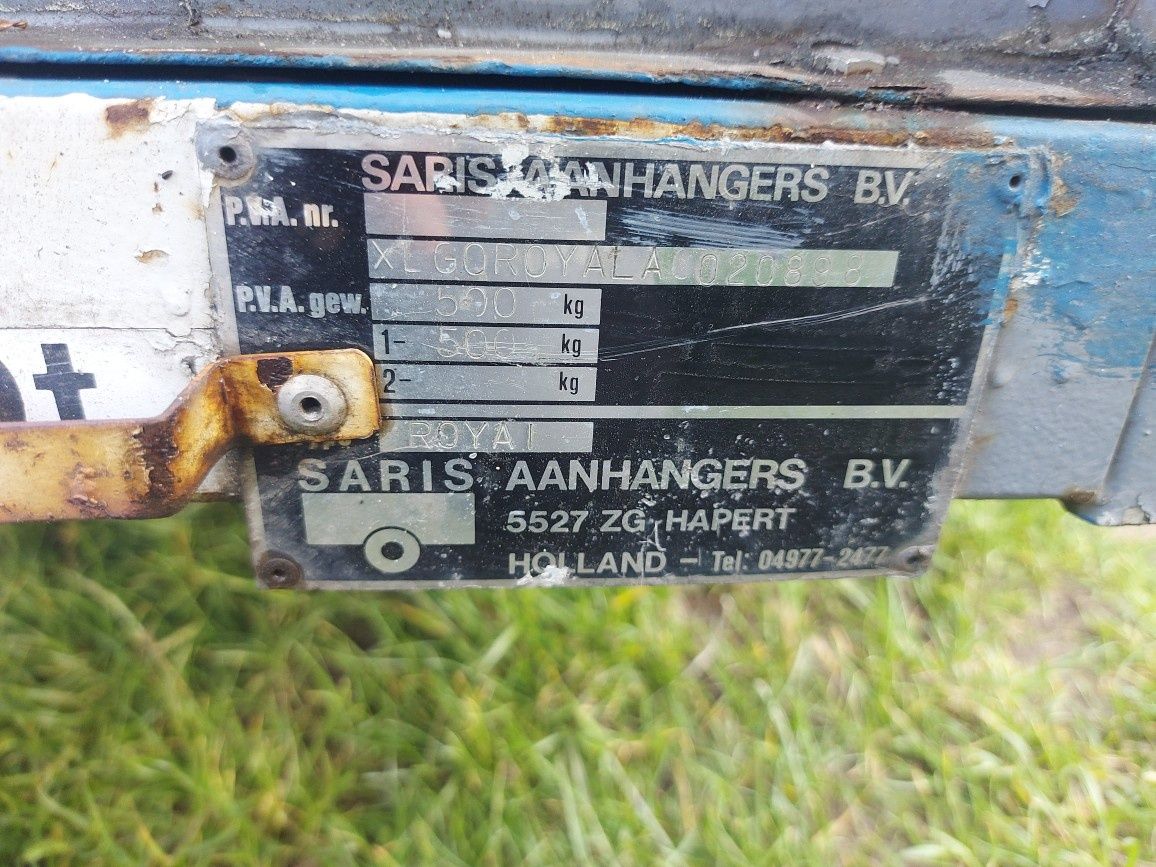 SARIS AANHANGERS B.V.
P.V.A. nr.
XLGOROYALAC020898
P.V.A. gew. 500 kg
1- 500 kg
2- kg
ROYAL
SARIS AANHANGERS B.V.
5527 ZG HAPERT
HOLLAND - Tel: 04977-2477
t